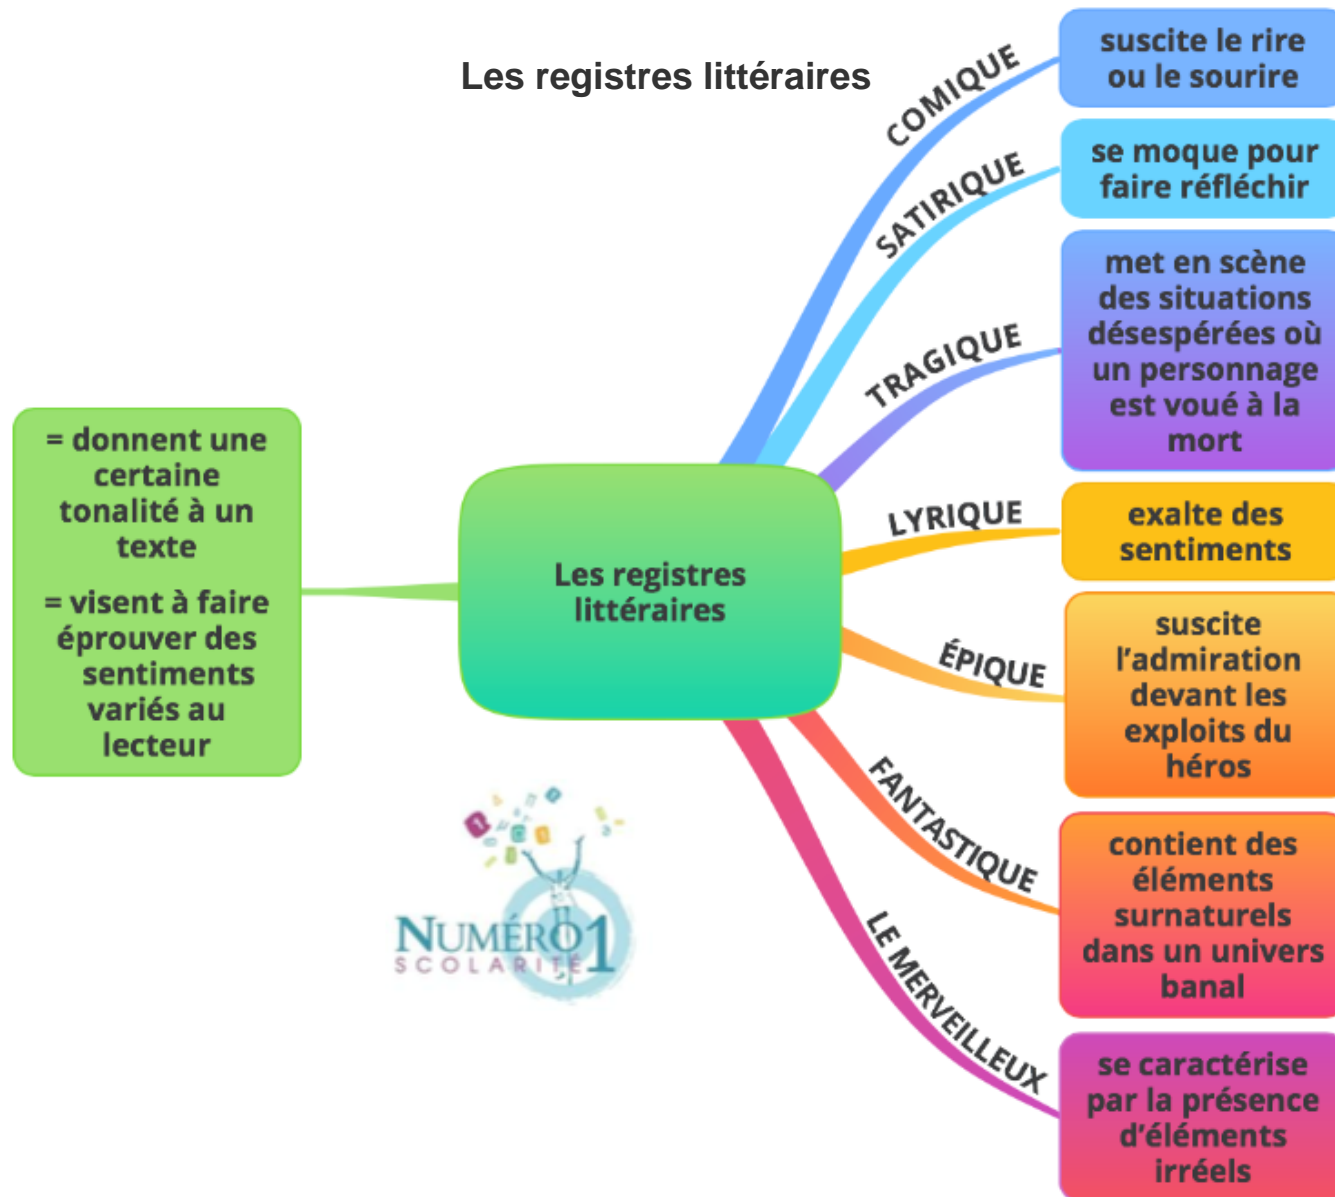 Les registres littéraires
= donnent une
certaine
tonalité à un
texte
= visent à faire
éprouver des
sentiments
variés au
lecteur
Les registres
littéraires
COMIQUE
suscite le rire
ou le sourire
SATIRIQUE
se moque pour
faire réfléchir
TRAGIQUE
met en scène
des situations
désespérées où
un personnage
est voué à la
mort
LYRIQUE
exalte des
sentiments
ÉPIQUE
suscite
l'admiration
devant les
exploits du
héros
FANTASTIQUE
contient des
éléments
surnaturels
dans un univers
banal
LE MERVEILLEUX
se caractérise
par la présence
d'éléments
irréels
NUMÉRO1
SCOLARITÉ